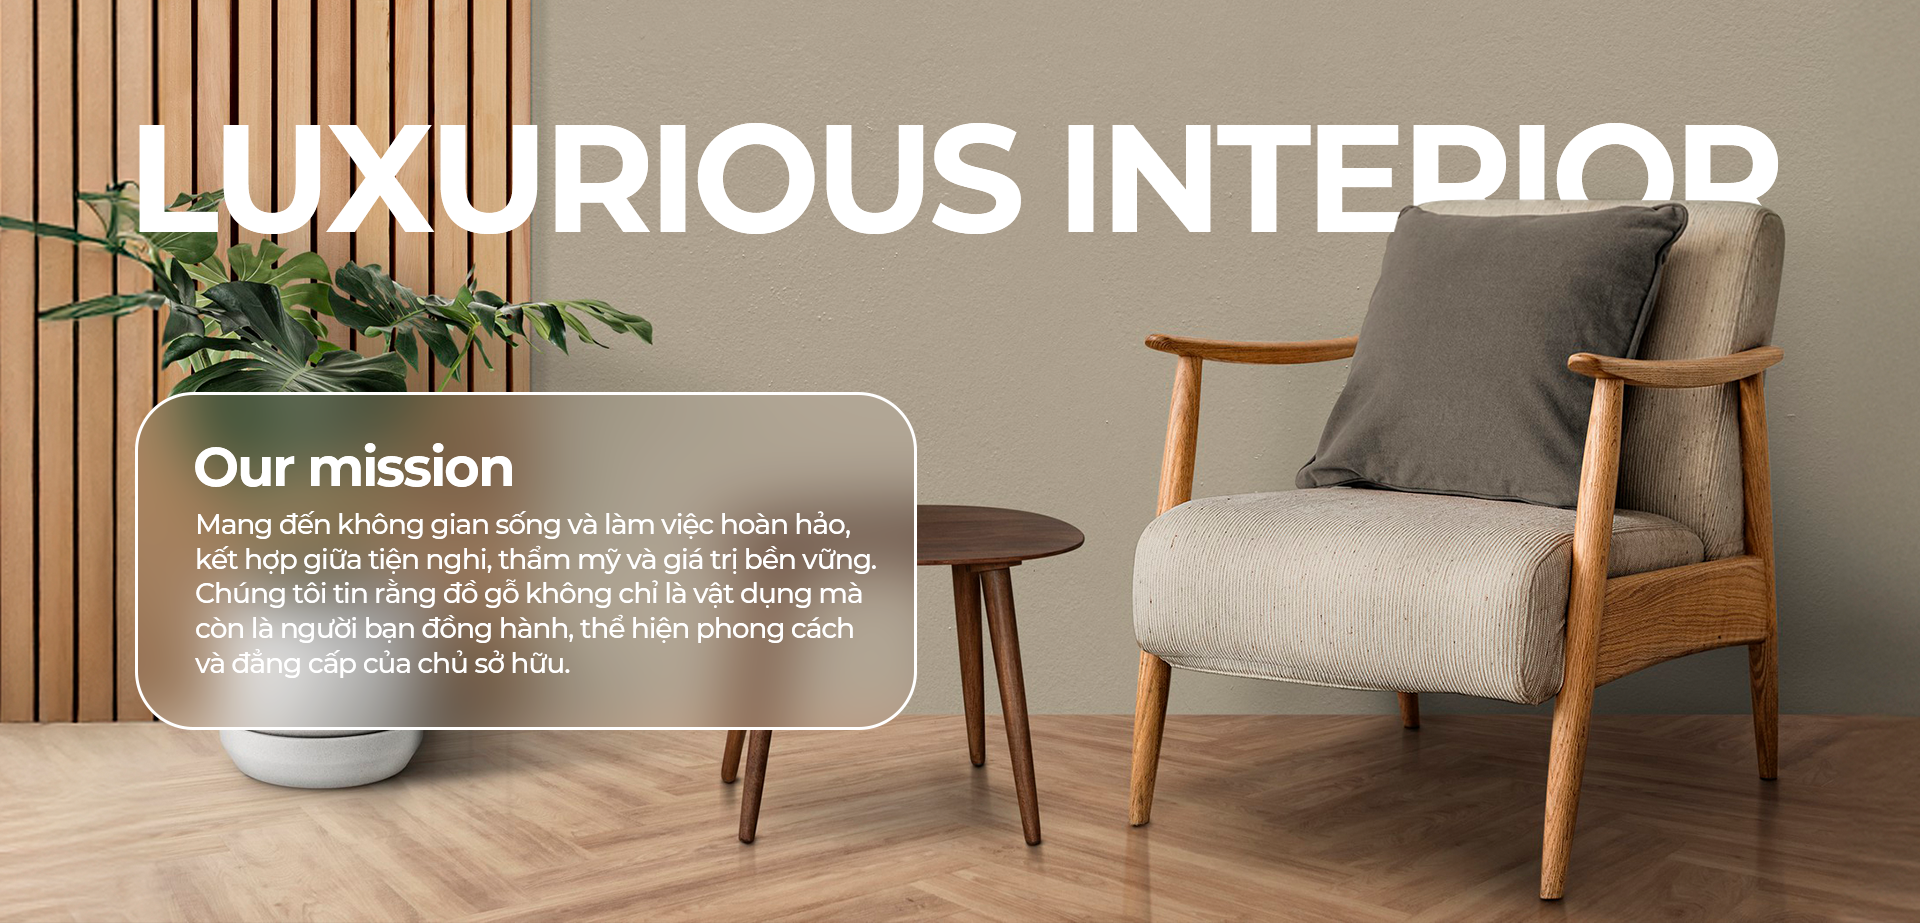 LUXURIOUS INTERIOR
Our mission
Mang đến không gian sống và làm việc hoàn hảo,
kết hợp giữa tiện nghi, thẩm mỹ và giá trị bền vững.
Chúng tôi tin rằng đồ gỗ không chỉ là vật dụng mà
còn là người bạn đồng hành, thể hiện phong cách
và đẳng cấp của chủ sở hữu.